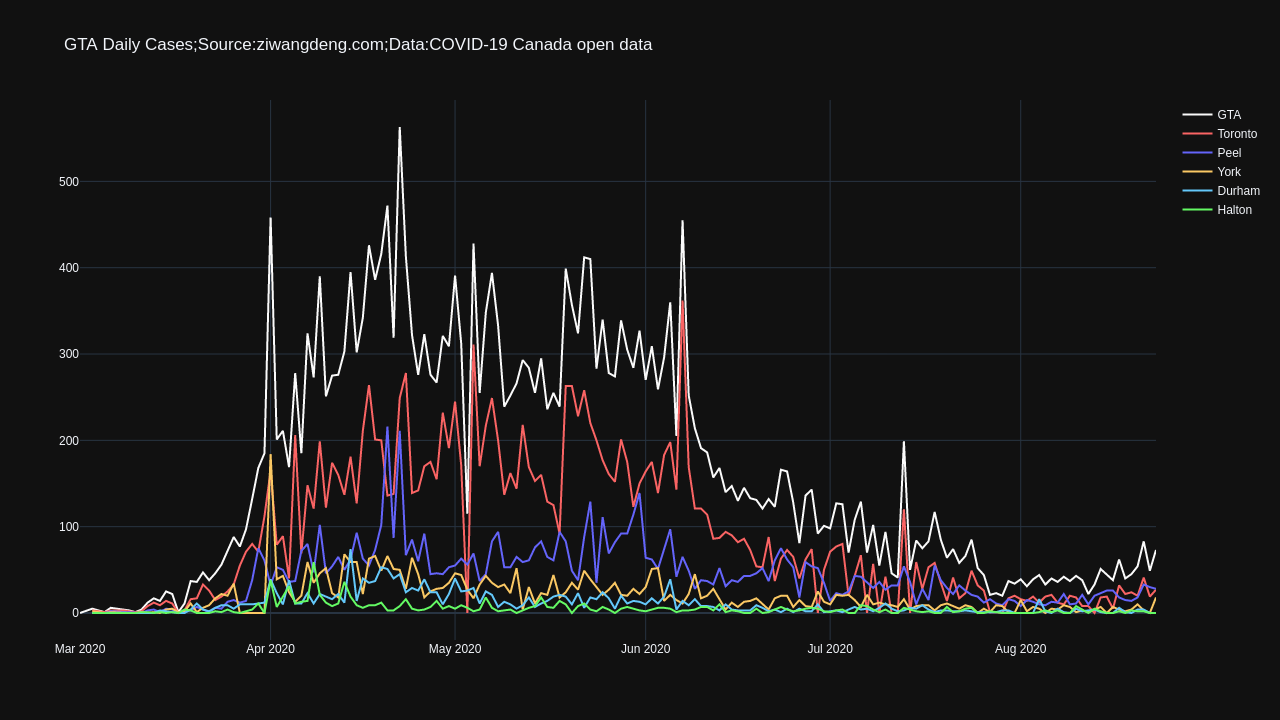 GTA Daily Cases;Source:ziwangdeng.com;Data:COVID-19 Canada open data
GTA
Toronto
Peel
York
Durham
Halton
500
400
300
200
100
0
Mar 2020
Apr 2020
May 2020
Jun 2020
Jul 2020
Aug 2020